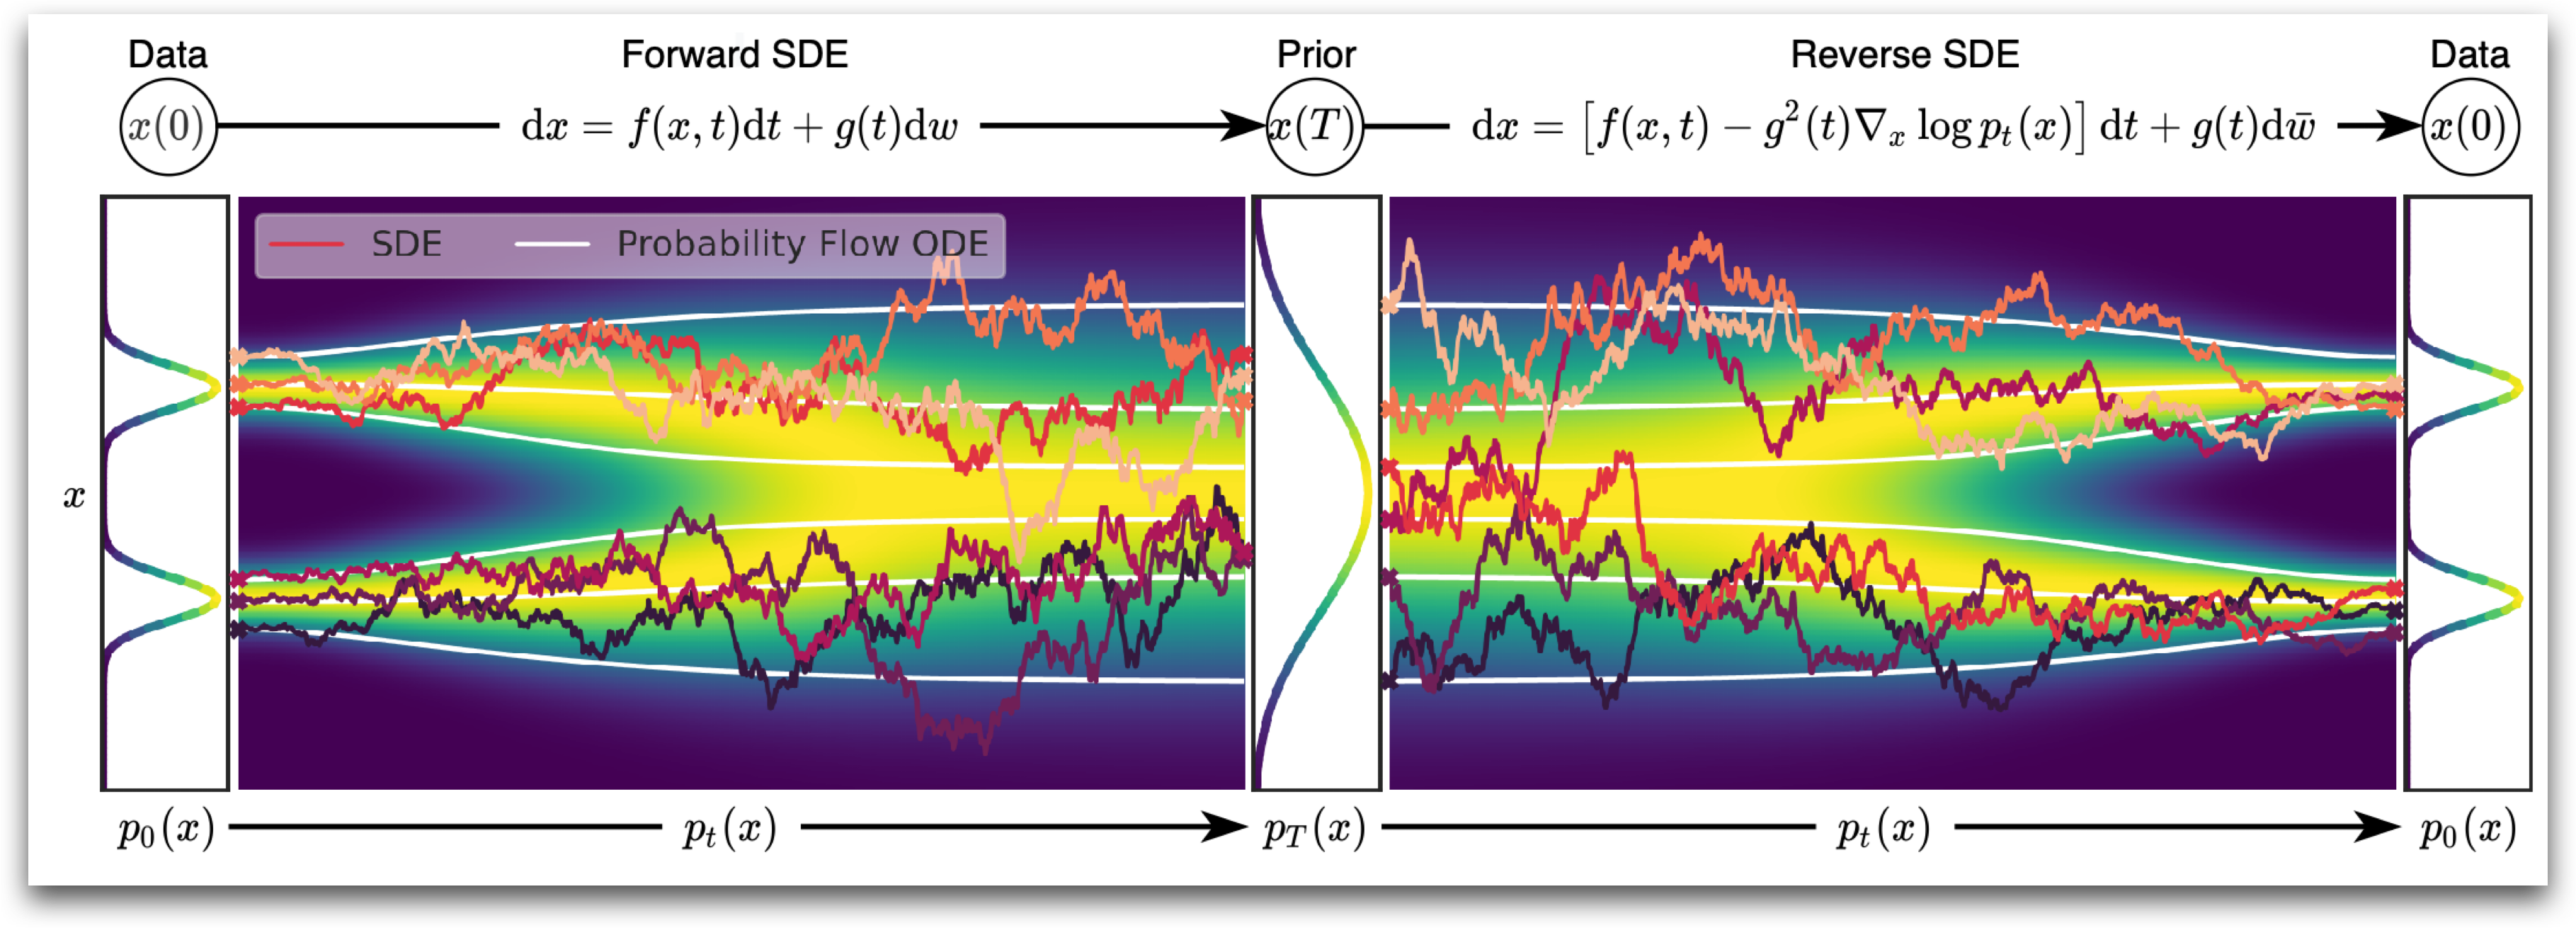 Data Forward SDE Prior Reverse SDE Data
x(0) dx = f(x, t)dt + g(t)dw x(T) dx = [f(x, t) − g²(t)∇ₓ log pₜ(x)] dt + g(t)dw̄ x(0)
SDE Probability Flow ODE
x
p₀(x) pₜ(x) p_T(x) pₜ(x) p₀(x)